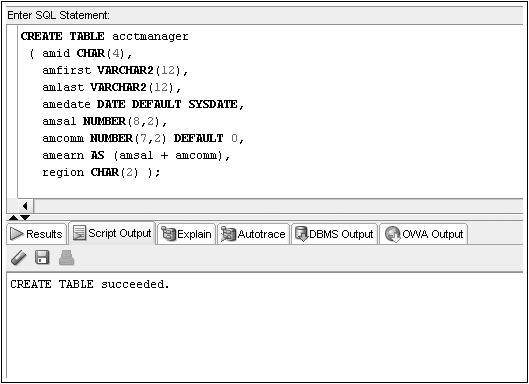 Enter SQL Statement:
CREATE TABLE acctmanager
( amid CHAR(4),
amfirst VARCHAR2(12),
amlast VARCHAR2(12),
amedate DATE DEFAULT SYSDATE,
amsal NUMBER(8,2),
amcomm NUMBER(7,2) DEFAULT 0,
amearn AS (amsal + amcomm),
region CHAR(2) );
Results Script Output Explain Autotrace DBMS Output OWA Output
CREATE TABLE succeeded.